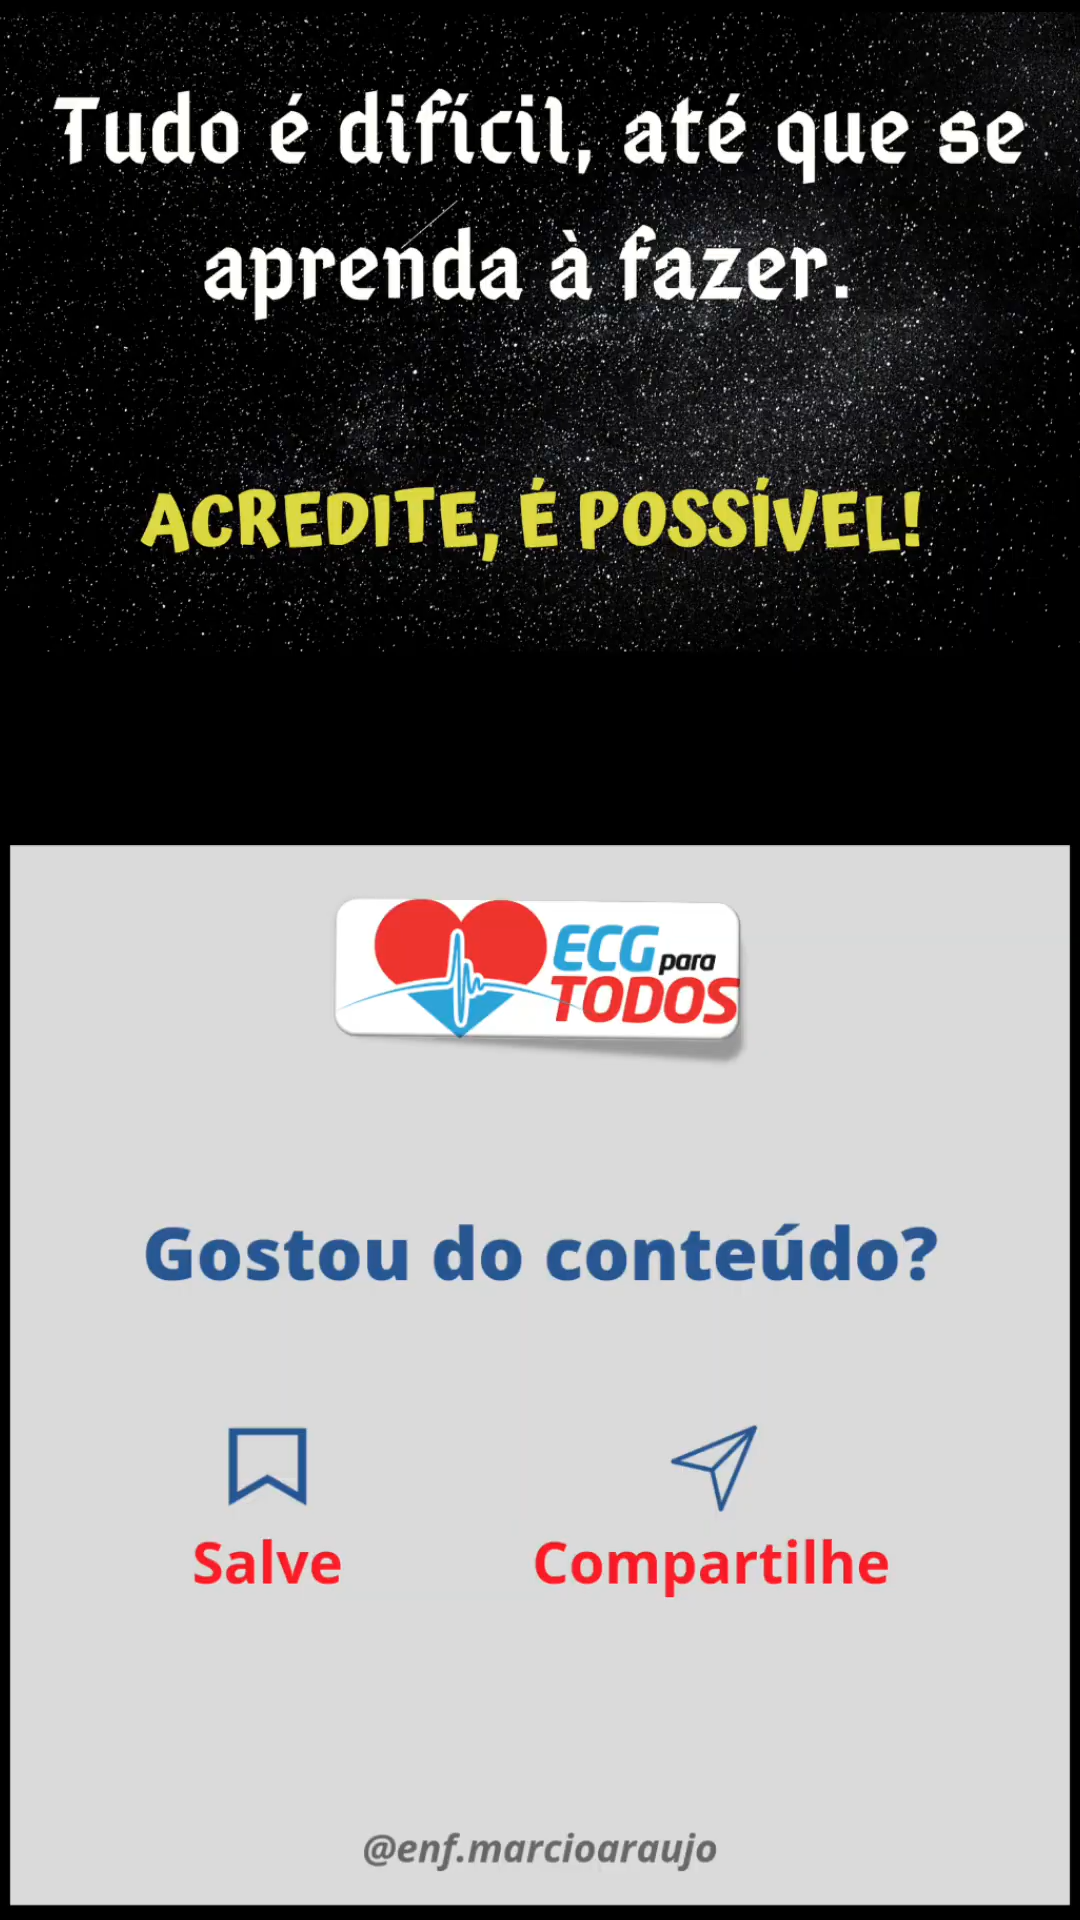 Tudo é difícil, até que se
aprenda à fazer.
ACREDITE, É POSSÍVEL!
ECG para
TODOS
Gostou do conteúdo?
Salve
Compartilhe
@enf.marcioaraujo